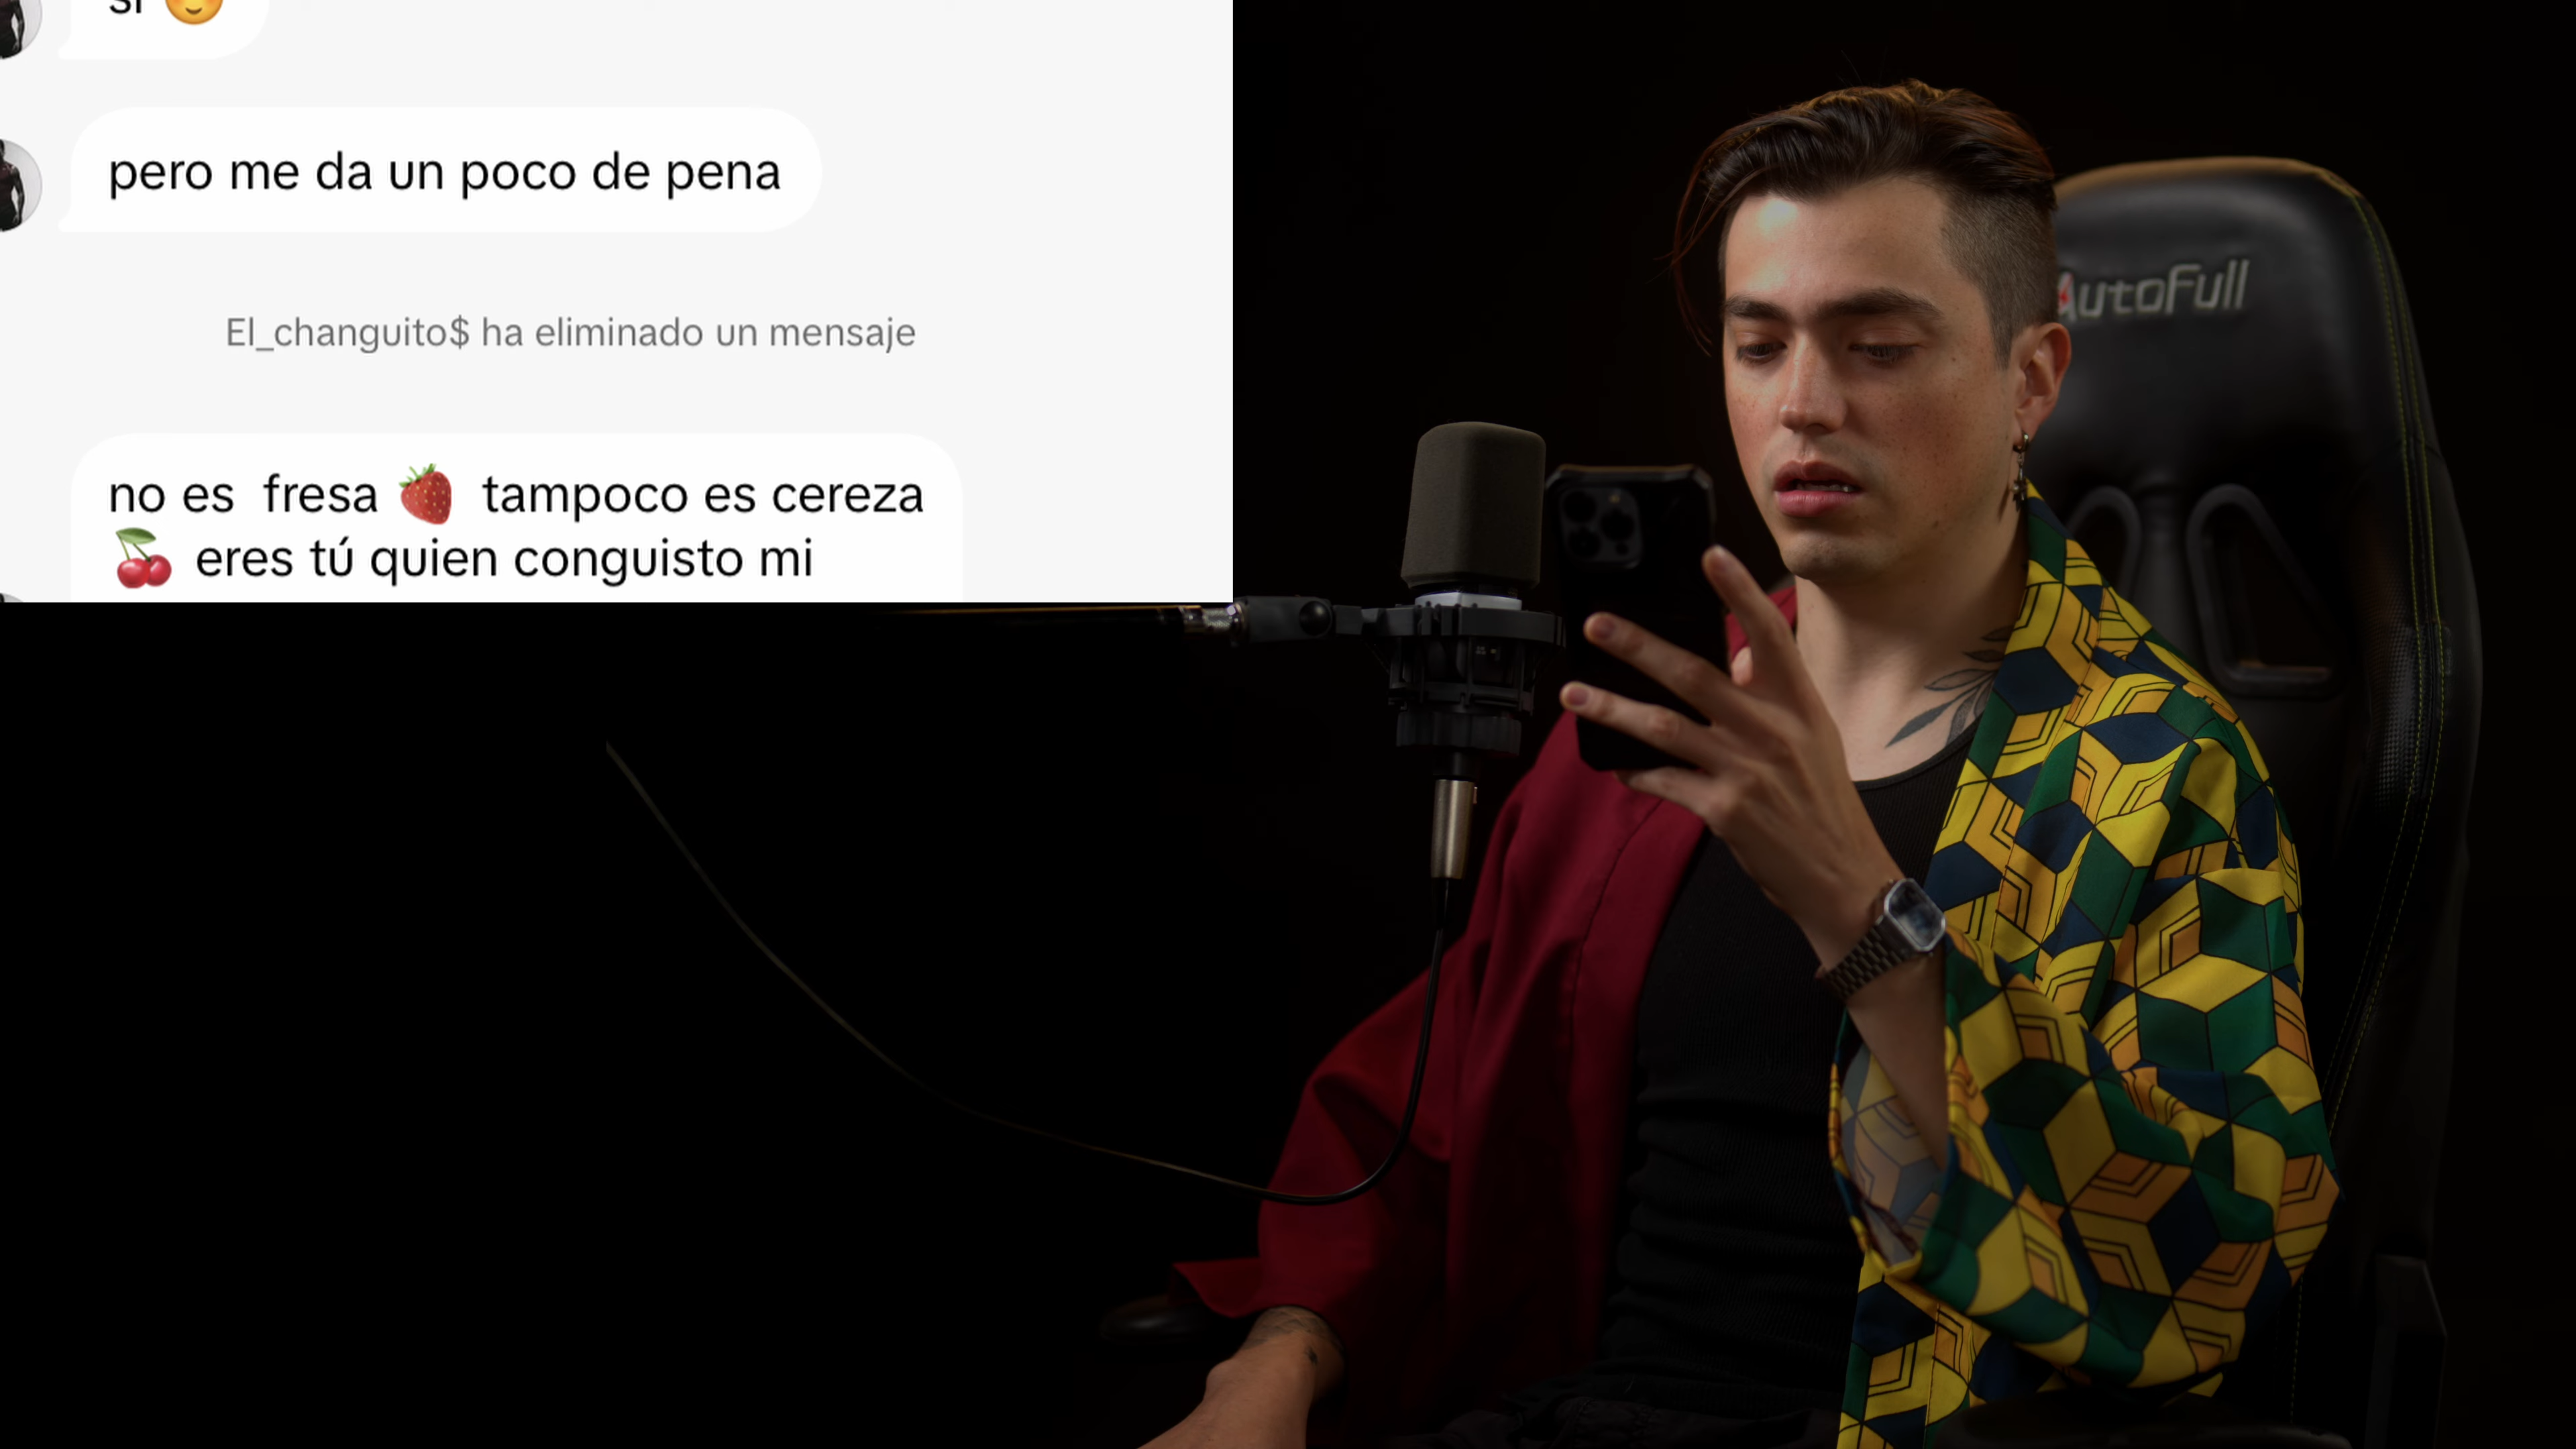 si 😊
pero me da un poco de pena
El_changuito$ ha eliminado un mensaje
no es fresa 🍓 tampoco es cereza
🍒 eres tú quien conguisto mi
AutoFull